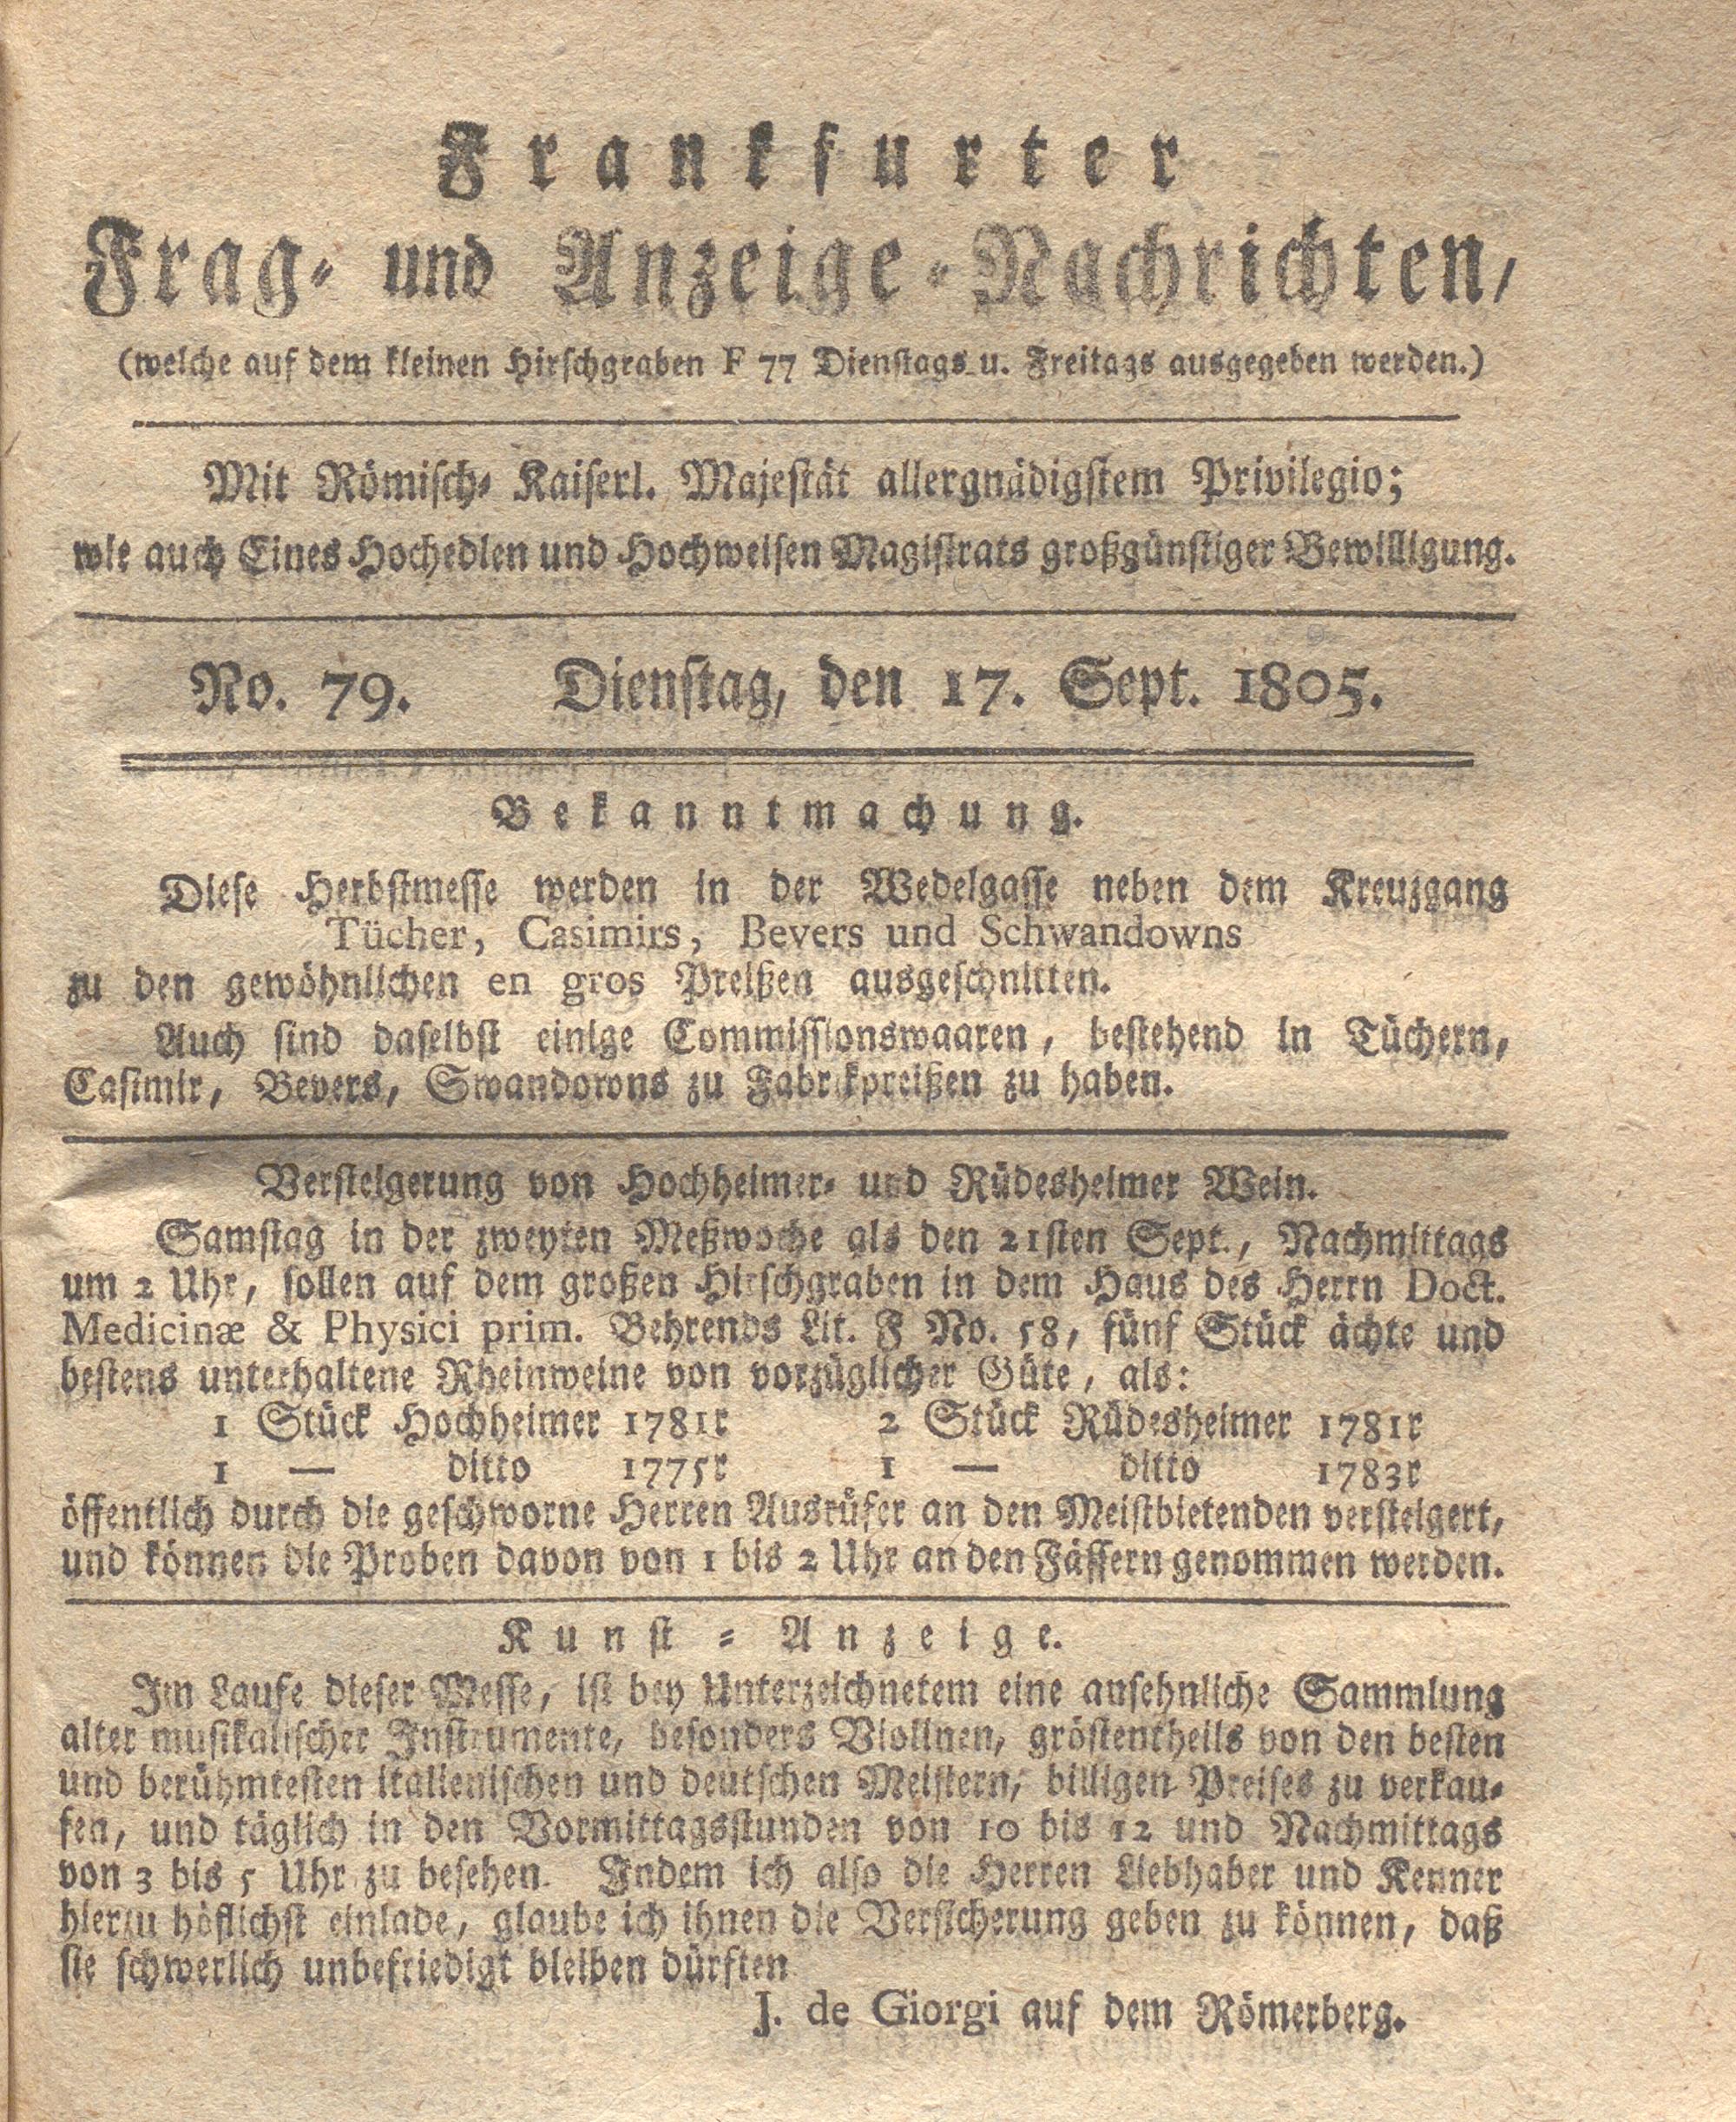 Frankfurter
Frag- und Anzeige-Nachrichten,
(welche auf dem kleinen Hirschgraben F 77 Dienstags u. Freitags ausgegeben werden.)
Mit Römisch- Kaiserl. Majestät allergnädigstem Privilegio;
wie auch Eines Hochedlen und Hochweisen Magistrats großgünstiger Bewilligung.
No. 79. Dienstag, den 17. Sept. 1805.
Bekanntmachung.
Diese Herbstmesse werden in der Wedelgasse neben dem Kreuzgang
Tücher, Casimirs, Bevers und Schwandowns
zu den gewöhnlichen en gros Preißen ausgeschnitten.
Auch sind daselbst einige Commissionswaaren, bestehend in Tüchern,
Casimir, Bevers, Swandowns zu Fabrickpreißen zu haben.
Versteigerung von Hochheimer- und Rüdesheimer Wein.
Samstag in der zweyten Meßwoche als den 21sten Sept., Nachmittags
um 2 Uhr, sollen auf dem großen Hirschgraben in dem Haus des Herrn Doct.
Medicinæ & Physici prim. Behrends Lit. F No. 58, fünf Stück ächte und
bestens unterhaltene Rheinweine von vorzüglicher Güte, als:
1 Stück Hochheimer 1781r 2 Stück Rüdesheimer 1781r
1 — ditto 1775r 1 — ditto 1783r
öffentlich durch die geschworne Herren Ausrüfer an den Meistbietenden versteigert,
und können die Proben davon von 1 bis 2 Uhr an den Fässern genommen werden.
Kunst-Anzeige.
Im Laufe dieser Messe, ist bey Unterzeichnetem eine ansehnliche Sammlung
alter musikalischer Instrumente, besonders Violinen, gröstentheils von den besten
und berühmtesten italienischen und deutschen Meistern, billigen Preises zu verkau-
fen, und täglich in den Vormittagsstunden von 10 bis 12 und Nachmittags
von 3 bis 5 Uhr zu besehen. Indem ich also die Herren Liebhaber und Kenner
hierzu höflichst einlade, glaube ich ihnen die Versicherung geben zu können, daß
sie schwerlich unbefriedigt bleiben dürften
J. de Giorgi auf dem Römerberg.